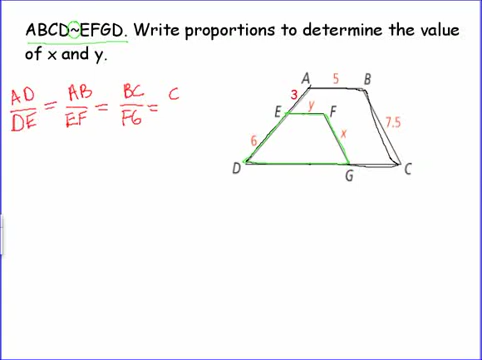 ABCD~EFGD. Write proportions to determine the value
of x and y.
AD/DE = AB/EF = BC/FG = C
A 5 B
3
E y F
x 7.5
6
D G C